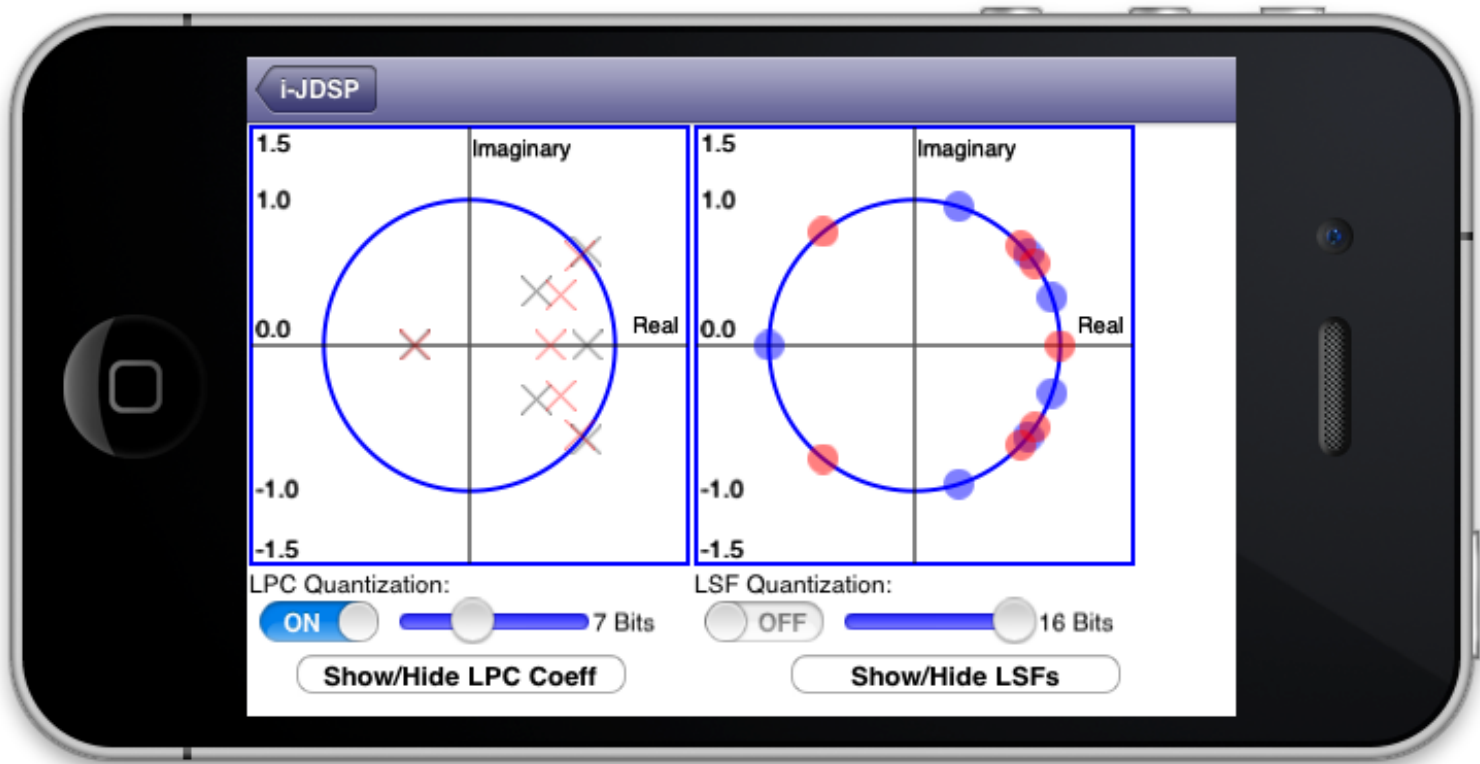 i-JDSP
1.5
Imaginary
1.0
Real
0.0
-1.0
-1.5
1.5
Imaginary
1.0
Real
0.0
-1.0
-1.5
LPC Quantization:
ON
7 Bits
Show/Hide LPC Coeff
LSF Quantization:
OFF
16 Bits
Show/Hide LSFs